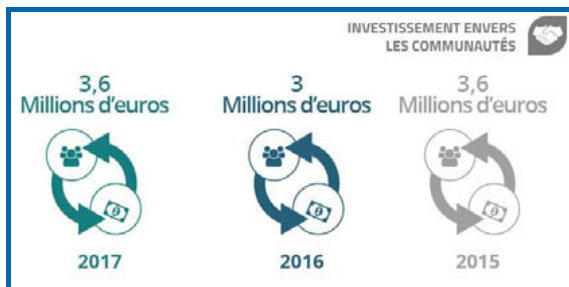 INVESTISSEMENT ENVERS
LES COMMUNAUTÉS
3,6
Millions d'euros
3
Millions d'euros
3,6
Millions d'euros
2017
2016
2015